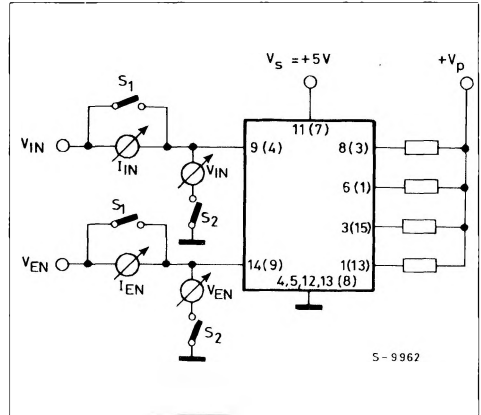 Vs = +5V
+Vp
S1
VIN
IIN
VIN
S2
S1
VEN
IEN
VEN
S2
11(7)
9(4)
8(3)
6(1)
3(15)
14(9)
1(13)
4,5,12,13(8)
S-9962